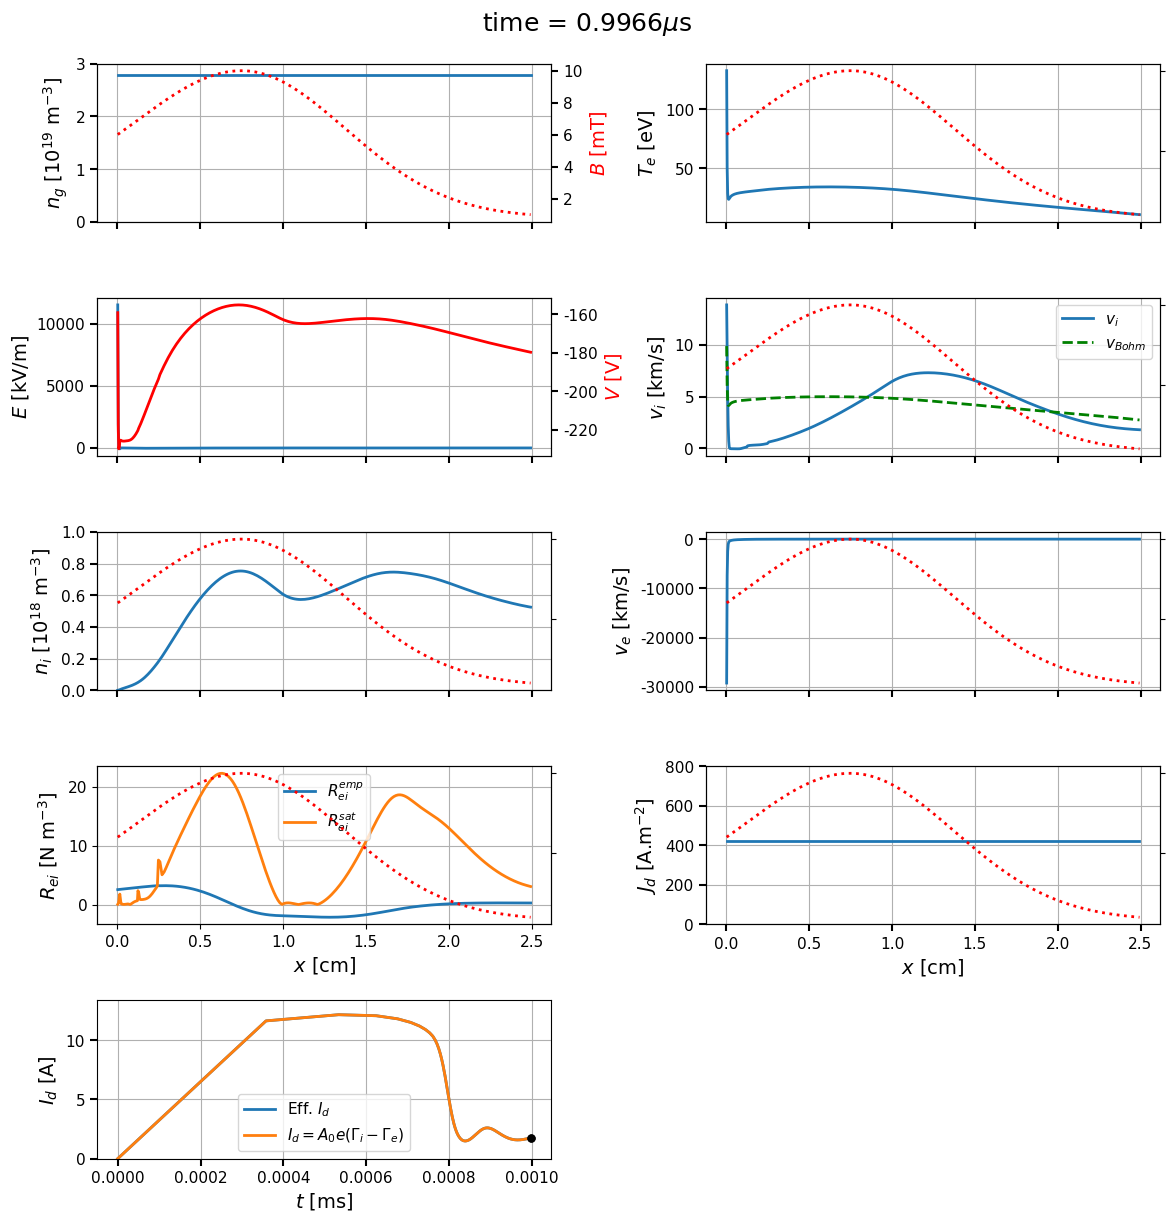 time = 0.9966μs
n_g [10^19 m^−3]
3
2
1
0
10
8
6
4
2
B [mT]
T_e [eV]
100
50
E [kV/m]
10000
5000
0
-160
-180
-200
-220
V [V]
v_i [km/s]
10
5
0
v_i
v_Bohm
n_i [10^18 m^−3]
1.0
0.8
0.6
0.4
0.2
0.0
v_e [km/s]
0
-10000
-20000
-30000
R_ei [N m^−3]
20
10
0
R_ei^emp
R_ei^sat
0.0 0.5 1.0 1.5 2.0 2.5
x [cm]
J_d [A.m^−2]
800
600
400
200
0
0.0 0.5 1.0 1.5 2.0 2.5
x [cm]
I_d [A]
10
5
0
Eff. I_d
I_d = A_0e(Γ_i − Γ_e)
0.0000 0.0002 0.0004 0.0006 0.0008 0.0010
t [ms]